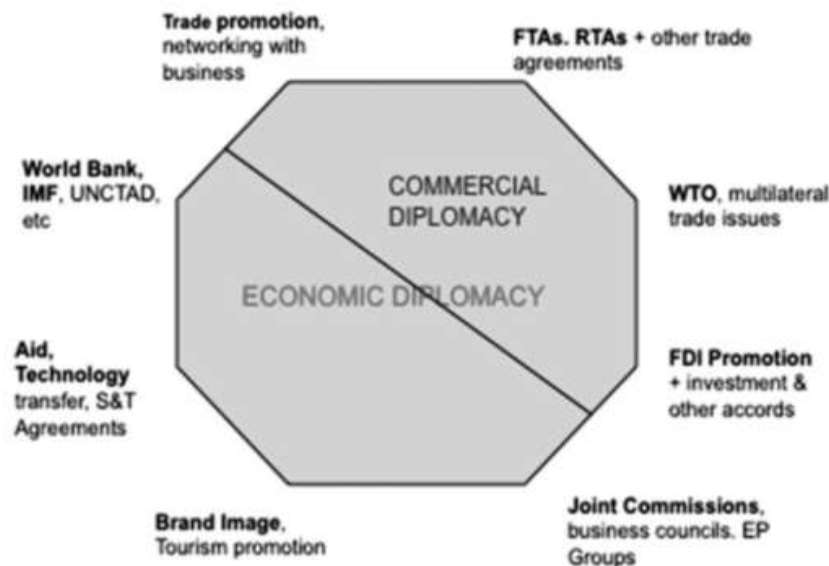 Trade promotion,
networking with
business
FTAs. RTAs + other trade
agreements
World Bank,
IMF, UNCTAD,
etc
COMMERCIAL
DIPLOMACY
WTO, multilateral
trade issues
ECONOMIC DIPLOMACY
Aid,
Technology
transfer, S&T
Agreements
FDI Promotion
+ investment &
other accords
Brand Image,
Tourism promotion
Joint Commissions,
business councils. EP
Groups